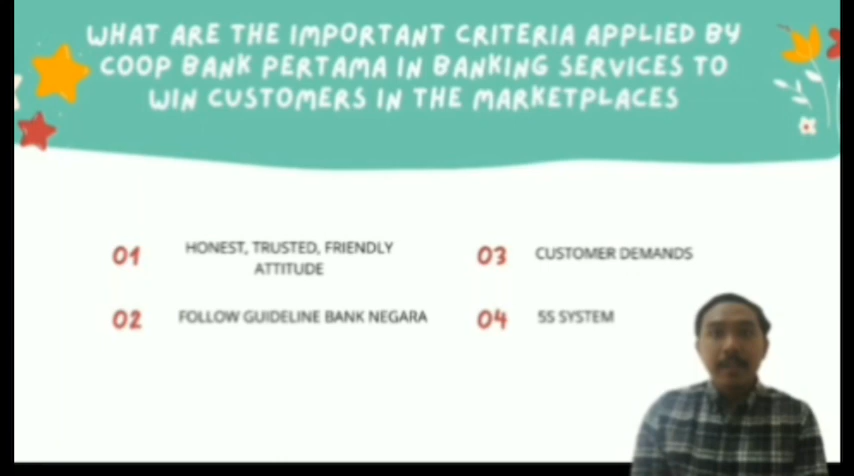 WHAT ARE THE IMPORTANT CRITERIA APPLIED BY
COOP BANK PERTAMA IN BANKING SERVICES TO
WIN CUSTOMERS IN THE MARKETPLACES
01
HONEST, TRUSTED, FRIENDLY
ATTITUDE
02
FOLLOW GUIDELINE BANK NEGARA
03
CUSTOMER DEMANDS
04
5S SYSTEM